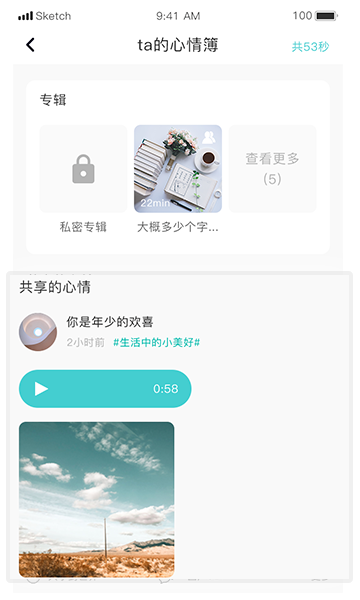 Sketch
9:41 AM
100
ta的心情簿
共53秒
专辑
22min
查看更多
(5)
私密专辑
大概多少个字...
共享的心情
你是年少的欢喜
2小时前 #生活中的小美好#
0:58